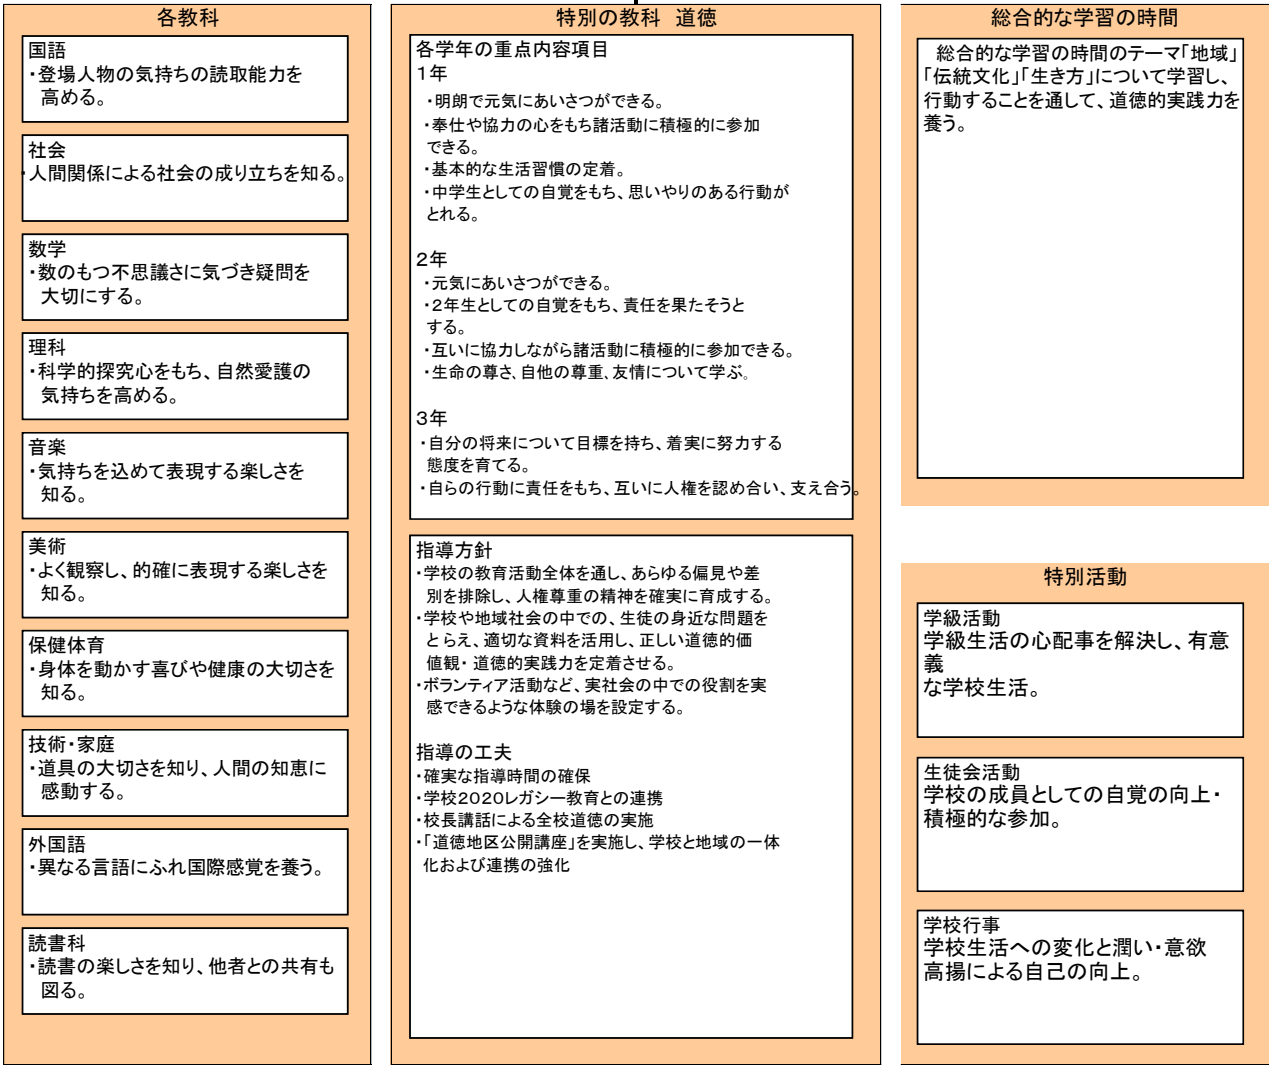 各教科
国語
・登場人物の気持ちの読取能力を
高める。
社会
・人間関係による社会の成り立ちを知る。
数学
・数のもつ不思議さに気づき疑問を
大切にする。
理科
・科学的探究心をもち、自然愛護の
気持ちを高める。
音楽
・気持ちを込めて表現する楽しさを
知る。
美術
・よく観察し、的確に表現する楽しさを
知る。
保健体育
・身体を動かす喜びや健康の大切さを
知る。
技術・家庭
・道具の大切さを知り、人間の知恵に
感動する。
外国語
・異なる言語にふれ国際感覚を養う。
読書科
・読書の楽しさを知り、他者との共有も
図る。
特別の教科 道徳
各学年の重点内容項目
1年
・明朗で元気にあいさつができる。
・奉仕や協力の心をもち諸活動に積極的に参加
できる。
・基本的な生活習慣の定着。
・中学生としての自覚をもち、思いやりのある行動が
とれる。
2年
・元気にあいさつができる。
・2年生としての自覚をもち、責任を果たそうと
する。
・互いに協力しながら諸活動に積極的に参加できる。
・生命の尊さ、自他の尊重、友情について学ぶ。
3年
・自分の将来について目標を持ち、着実に努力する
態度を育てる。
・自らの行動に責任をもち、互いに人権を認め合い、支え合う。
指導方針
・学校の教育活動全体を通し、あらゆる偏見や差
別を排除し、人権尊重の精神を確実に育成する。
・学校や地域社会の中での、生徒の身近な問題を
とらえ、適切な資料を活用し、正しい道徳的価
値観・道徳的実践力を定着させる。
・ボランティア活動など、実社会の中での役割を実
感できるような体験の場を設定する。
指導の工夫
・確実な指導時間の確保
・学校2020レガシー教育との連携
・校長講話による全校道徳の実施
・「道徳地区公開講座」を実施し、学校と地域の一体
化および連携の強化
総合的な学習の時間
総合的な学習の時間のテーマ「地域」
「伝統文化」「生き方」について学習し、
行動することを通して、道徳的実践力を
養う。
特別活動
学級活動
学級生活の心配事を解決し、有意
義
な学校生活。
生徒会活動
学校の成員としての自覚の向上・
積極的な参加。
学校行事
学校生活への変化と潤い・意欲
高揚による自己の向上。